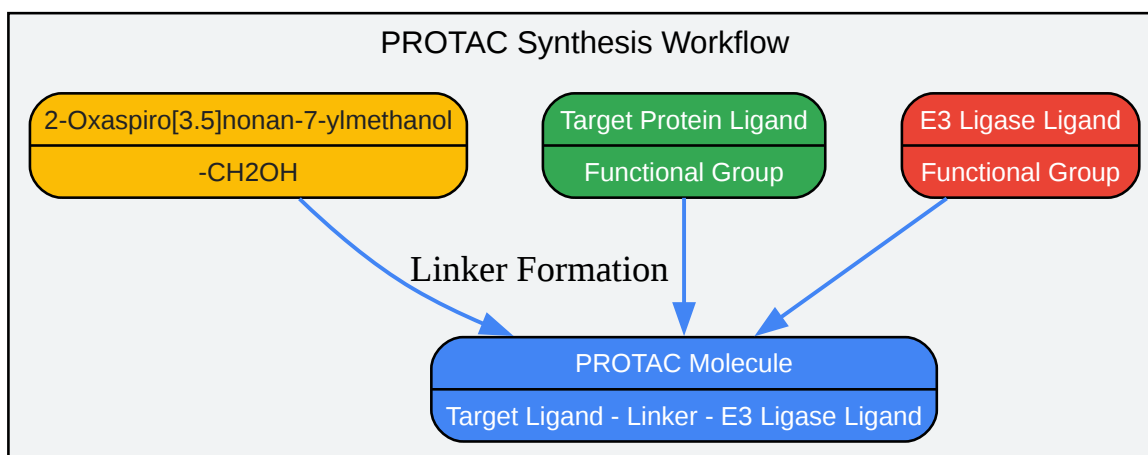 PROTAC Synthesis Workflow
2-Oxaspiro[3.5]nonan-7-ylmethanol
-CH2OH
Target Protein Ligand
Functional Group
E3 Ligase Ligand
Functional Group
Linker Formation
PROTAC Molecule
Target Ligand - Linker - E3 Ligase Ligand